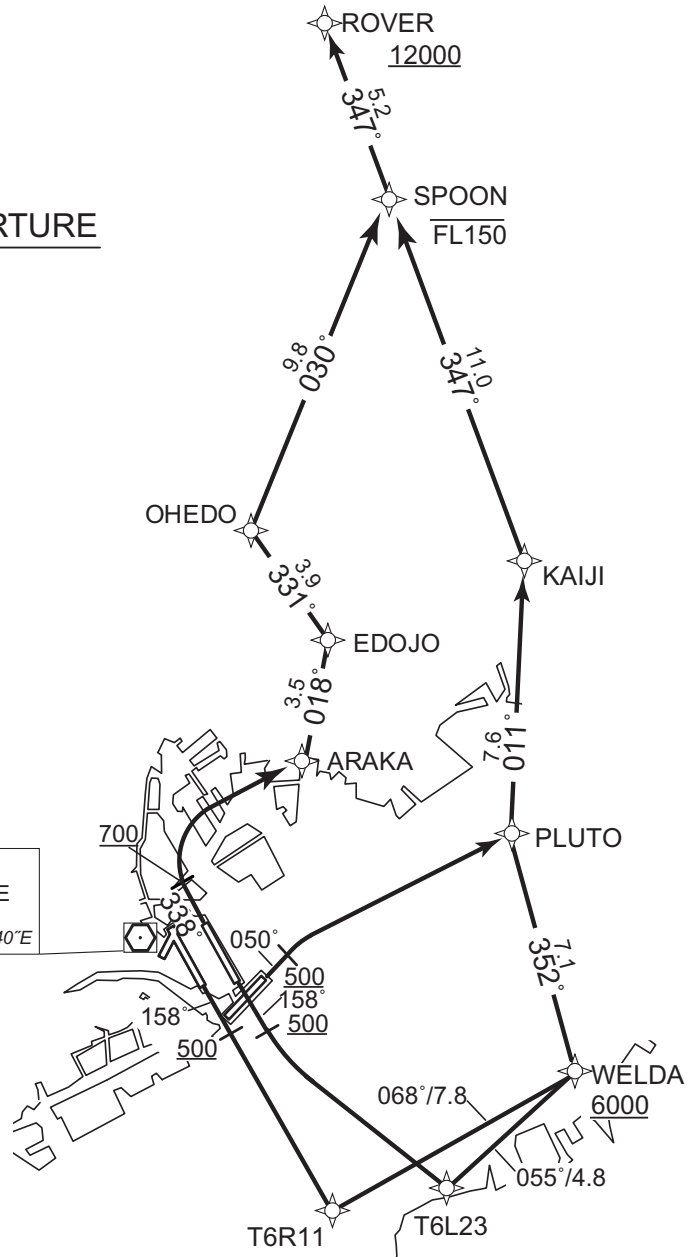 ROVER
12000
5.2
347°
SPOON
FL150
RTURE
9.8
030°
11.0
347°
OHEDO
3.9
331°
KAIJI
EDOJO
3.5
018°
7.6
011°
ARAKA
700
PLUTO
E
40"E
338°
050°
500
158°
158°
500
500
7.1
352°
WELDA
6000
068°/7.8
055°/4.8
T6R11
T6L23